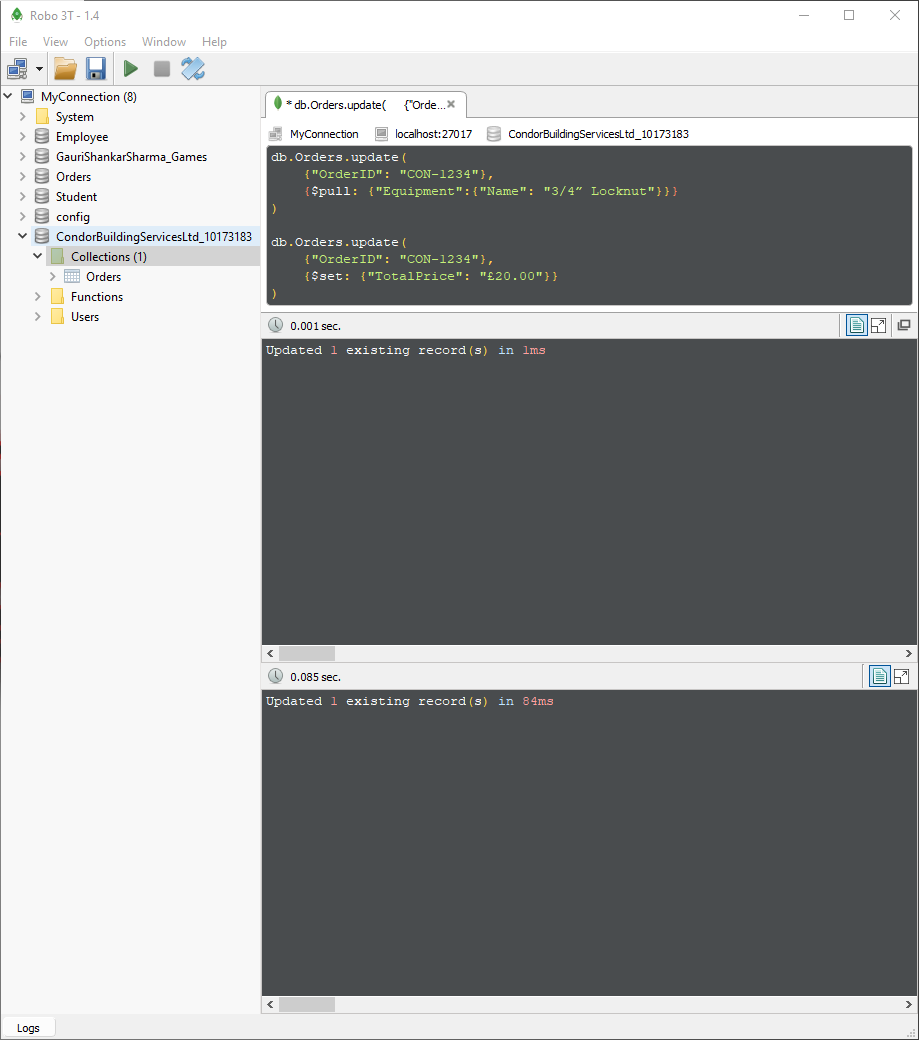 Robo 3T - 1.4
File View Options Window Help
MyConnection (8)
System
Employee
GauriShankarSharma_Games
Orders
Student
config
CondorBuildingServicesLtd_10173183
Collections (1)
Orders
Functions
Users
* db.Orders.update( {"Orde...
MyConnection localhost:27017 CondorBuildingServicesLtd_10173183
db.Orders.update(
{"OrderID": "CON-1234"},
{$pull: {"Equipment":{"Name": "3/4” Locknut"}}}
)
db.Orders.update(
{"OrderID": "CON-1234"},
{$set: {"TotalPrice": "£20.00"}}
)
0.001 sec.
Updated 1 existing record(s) in 1ms
0.085 sec.
Updated 1 existing record(s) in 84ms
Logs